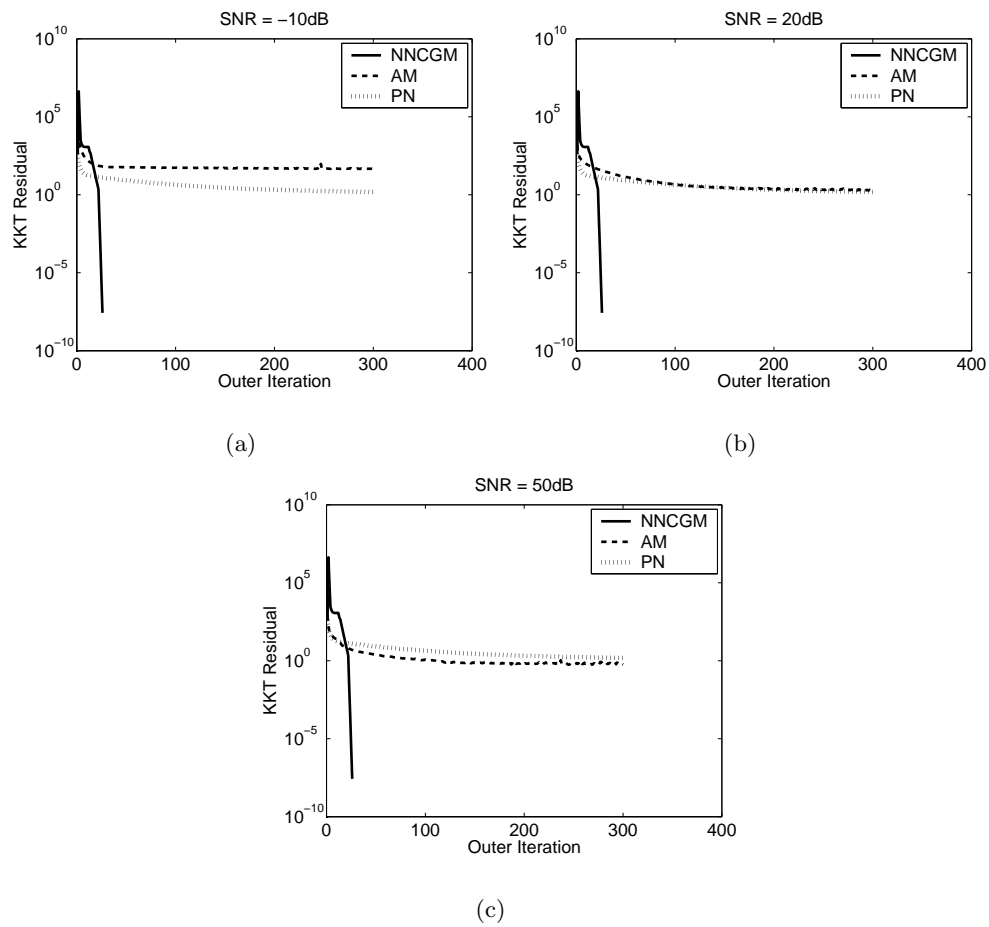 SNR = −10dB
10^10
10^5
10^0
10^−5
10^−10
KKT Residual
0 100 200 300 400
Outer Iteration
NNCGM
AM
PN
(a)
SNR = 20dB
10^10
10^5
10^0
10^−5
10^−10
KKT Residual
0 100 200 300 400
Outer Iteration
NNCGM
AM
PN
(b)
SNR = 50dB
10^10
10^5
10^0
10^−5
10^−10
KKT Residual
0 100 200 300 400
Outer Iteration
NNCGM
AM
PN
(c)